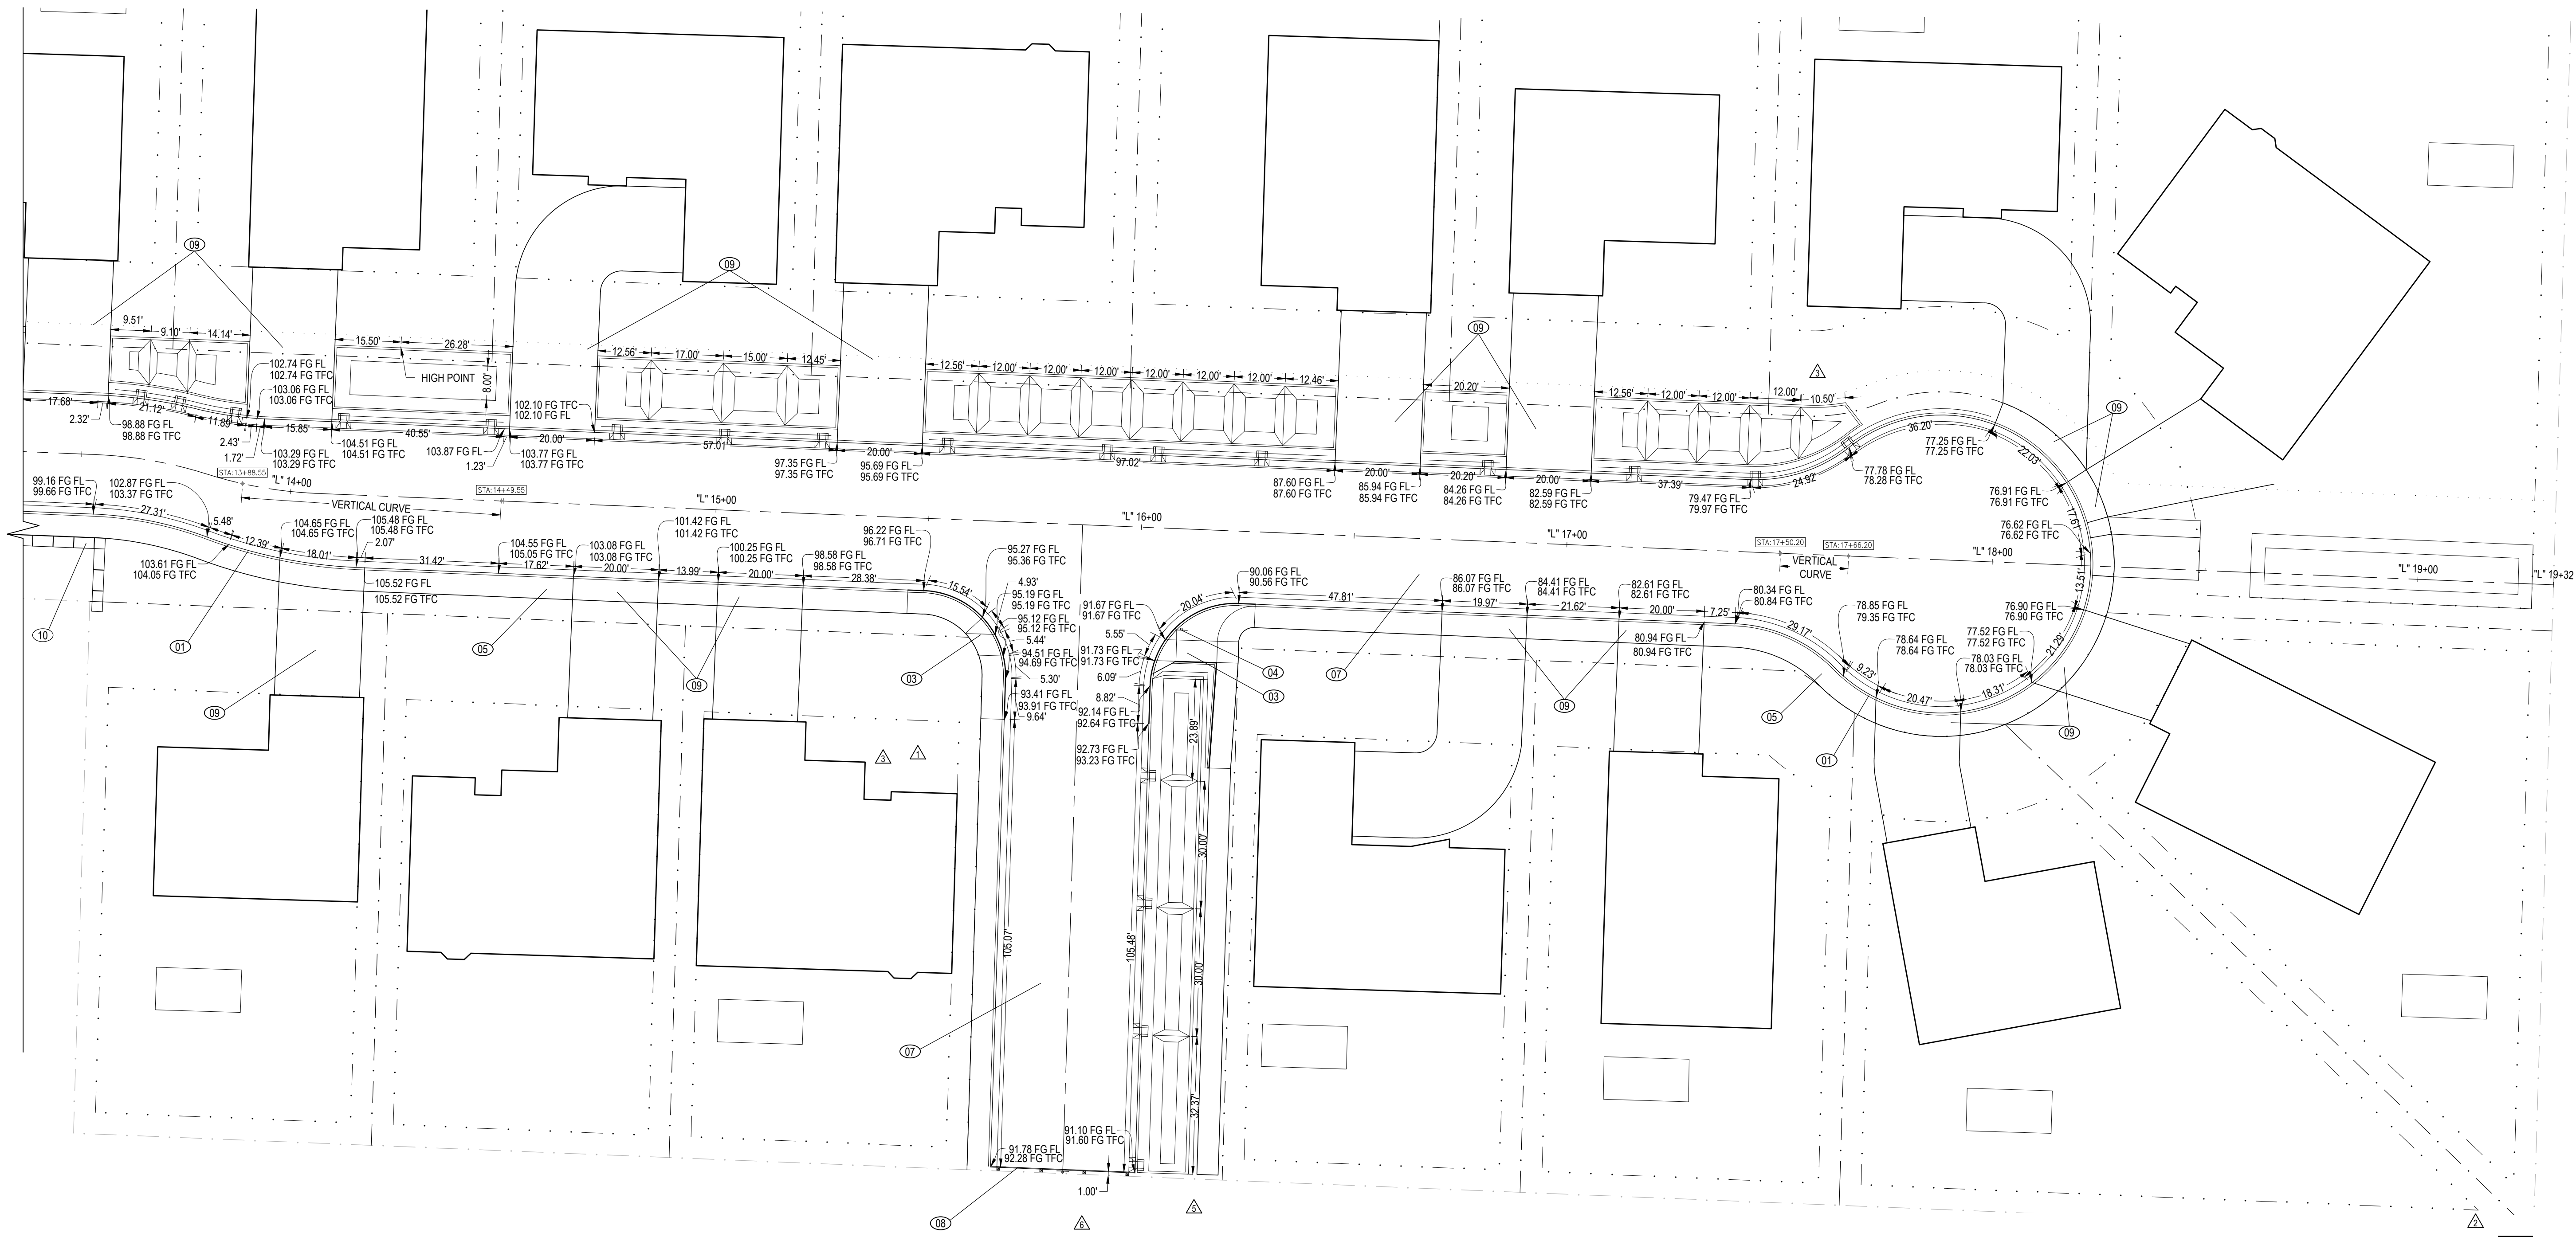 09
09
09
09
9.51'
9.10'
14.14'
15.50'
26.28'
HIGH POINT
8.00'
12.56'
17.00'
15.00'
12.45'
12.56'
12.00'
12.00'
12.00'
12.00'
12.00'
12.00'
12.46'
20.20'
12.56'
12.00'
12.00'
12.00'
12.00'
10.50'
3
17.68'
2.32'
98.88 FG FL
98.88 FG TFC
21.12'
11.89'
2.43'
1.72'
102.74 FG FL
102.74 FG TFC
103.06 FG FL
103.06 FG TFC
15.85'
103.29 FG FL
103.29 FG TFC
104.51 FG FL
104.51 FG TFC
40.55'
103.87 FG FL
1.23'
103.77 FG FL
103.77 FG TFC
102.10 FG TFC
102.10 FG FL
20.00'
57.01'
97.35 FG FL
97.35 FG TFC
20.00'
95.69 FG FL
95.69 FG TFC
97.02'
87.60 FG FL
87.60 FG TFC
20.00'
85.94 FG FL
85.94 FG TFC
20.20'
84.26 FG FL
84.26 FG TFC
20.00'
82.59 FG FL
82.59 FG TFC
37.39'
79.47 FG FL
79.97 FG TFC
24.92'
77.78 FG FL
78.28 FG TFC
36.20'
77.25 FG FL
77.25 FG TFC
22.03'
76.91 FG FL
76.91 FG TFC
17.61'
76.62 FG FL
76.62 FG TFC
13.51'
76.90 FG FL
76.90 FG TFC
21.29'
77.52 FG FL
77.52 FG TFC
18.31'
78.03 FG FL
78.03 FG TFC
20.47'
78.64 FG FL
78.64 FG TFC
9.23'
78.85 FG FL
79.35 FG TFC
29.17'
80.34 FG FL
80.84 FG TFC
7.25'
80.94 FG FL
80.94 FG TFC
20.00'
82.61 FG FL
82.61 FG TFC
21.62'
84.41 FG FL
84.41 FG TFC
19.97'
86.07 FG FL
86.07 FG TFC
47.81'
90.06 FG FL
90.56 FG TFC
20.04'
91.67 FG FL
91.67 FG TFC
5.55'
91.73 FG FL
91.73 FG TFC
6.09'
8.82'
92.14 FG FL
92.64 FG TFC
92.73 FG FL
93.23 FG TFC
STA:13+88.55
"L" 14+00
VERTICAL CURVE
STA:14+49.55
"L" 15+00
"L" 16+00
"L" 17+00
STA:17+50.20
STA:17+66.20
VERTICAL
CURVE
"L" 18+00
"L" 19+00
"L" 19+32
99.16 FG FL
99.66 FG TFC
27.31'
102.87 FG FL
103.37 FG TFC
5.48'
103.61 FG FL
104.05 FG TFC
12.39'
104.65 FG FL
104.65 FG TFC
18.01'
105.48 FG FL
105.48 FG TFC
2.07'
105.52 FG FL
105.52 FG TFC
31.42'
104.55 FG FL
105.05 FG TFC
17.62'
103.08 FG FL
103.08 FG TFC
20.00'
101.42 FG FL
101.42 FG TFC
13.99'
100.25 FG FL
100.25 FG TFC
20.00'
98.58 FG FL
98.58 FG TFC
28.38'
96.22 FG FL
96.71 FG TFC
15.54'
95.27 FG FL
95.36 FG TFC
4.93'
95.19 FG FL
95.19 FG TFC
95.12 FG FL
95.12 FG TFC
5.44'
94.51 FG FL
94.69 FG TFC
5.30'
93.41 FG FL
93.91 FG TFC
9.64'
10
01
05
09
09
03
04
03
07
09
05
01
09
3
1
23.89'
30.00'
30.00'
32.37'
105.07'
105.48'
07
91.10 FG FL
91.60 FG TFC
91.78 FG FL
92.28 FG TFC
1.00'
08
6
5
2